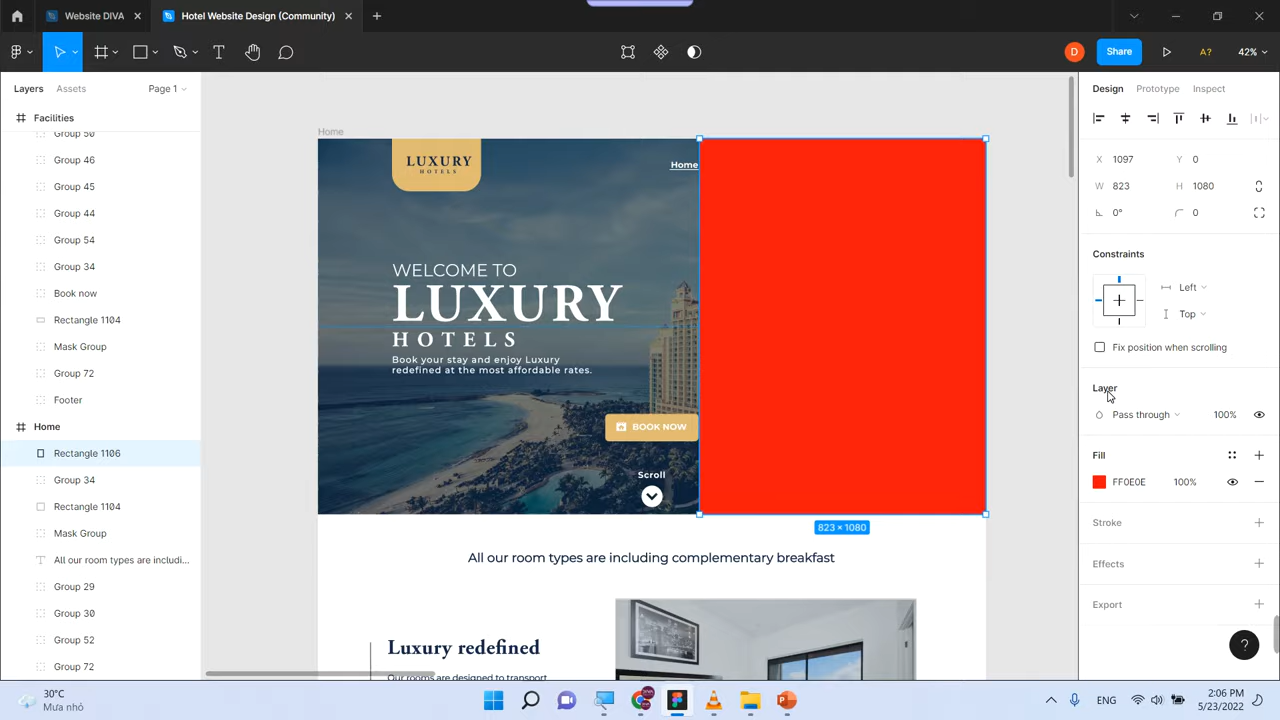 Website DIVA
Hotel Website Design (Community)
Share
A?
42%
D
Layers
Assets
Page 1
Facilities
Group 50
Group 46
Group 45
Group 44
Group 54
Group 34
Book now
Rectangle 1104
Mask Group
Group 72
Footer
Home
Rectangle 1106
Group 34
Rectangle 1104
Mask Group
All our room types are includi...
Group 29
Group 30
Group 52
Group 72
Home
LUXURY
HOTELS
Home
WELCOME TO
LUXURY
HOTELS
Book your stay and enjoy Luxury
redefined at the most affordable rates.
BOOK NOW
Scroll
823 × 1080
All our room types are including complementary breakfast
Luxury redefined
Our rooms are designed to transport
Design
Prototype
Inspect
X 1097
Y 0
W 823
H 1080
0°
0
Constraints
Left
Top
Fix position when scrolling
Layer
Pass through
100%
Fill
FF0E0E
100%
Stroke
Effects
Export
?
30°C
Mưa nhỏ
ENG
2:06 PM
5/23/2022